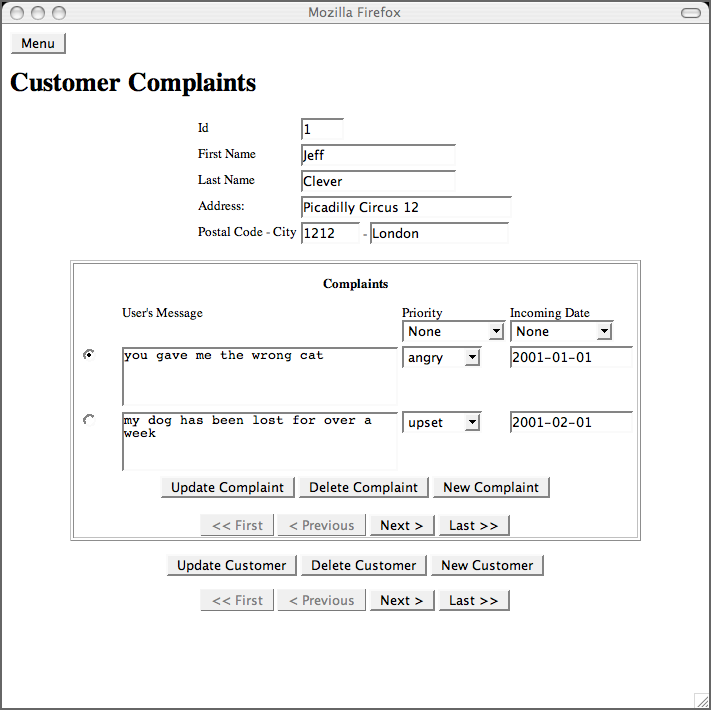 Mozilla Firefox
Menu
Customer Complaints
Id 1
First Name Jeff
Last Name Clever
Address: Picadilly Circus 12
Postal Code - City 1212 - London
Complaints
User's Message Priority Incoming Date
None None
you gave me the wrong cat angry 2001-01-01
my dog has been lost for over a upset 2001-02-01
week
Update Complaint Delete Complaint New Complaint
<< First < Previous Next > Last >>
Update Customer Delete Customer New Customer
<< First < Previous Next > Last >>